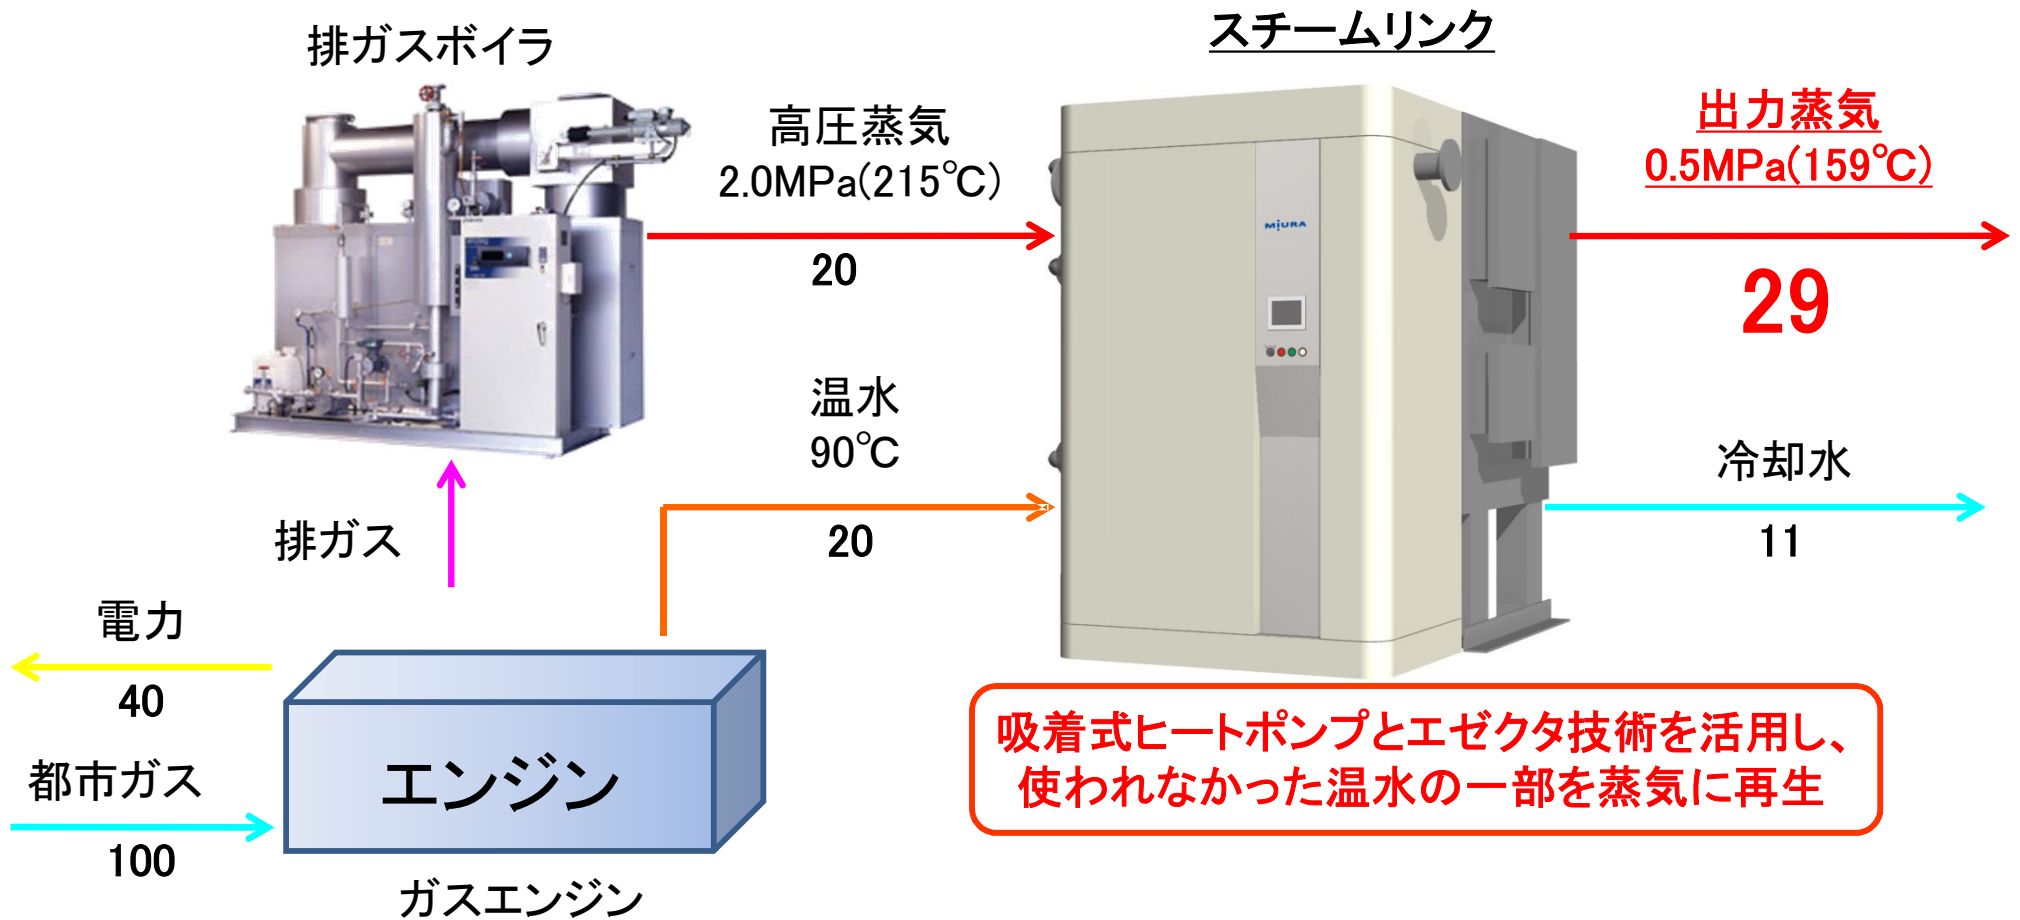 排ガスボイラ
スチームリンク
高圧蒸気
2.0MPa(215℃)
20
出力蒸気
0.5MPa(159℃)
29
MIURA
温水
90℃
20
冷却水
11
排ガス
電力
40
都市ガス
100
エンジン
ガスエンジン
吸着式ヒートポンプとエゼクタ技術を活用し、
使われなかった温水の一部を蒸気に再生